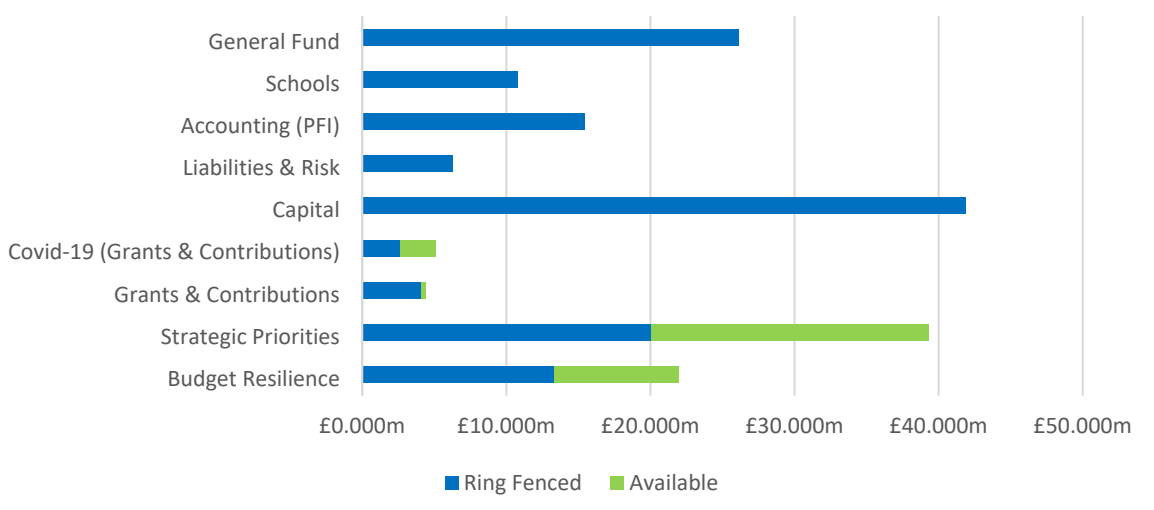 General Fund
Schools
Accounting (PFI)
Liabilities & Risk
Capital
Covid-19 (Grants & Contributions)
Grants & Contributions
Strategic Priorities
Budget Resilience
£0.000m £10.000m £20.000m £30.000m £40.000m £50.000m
Ring Fenced Available